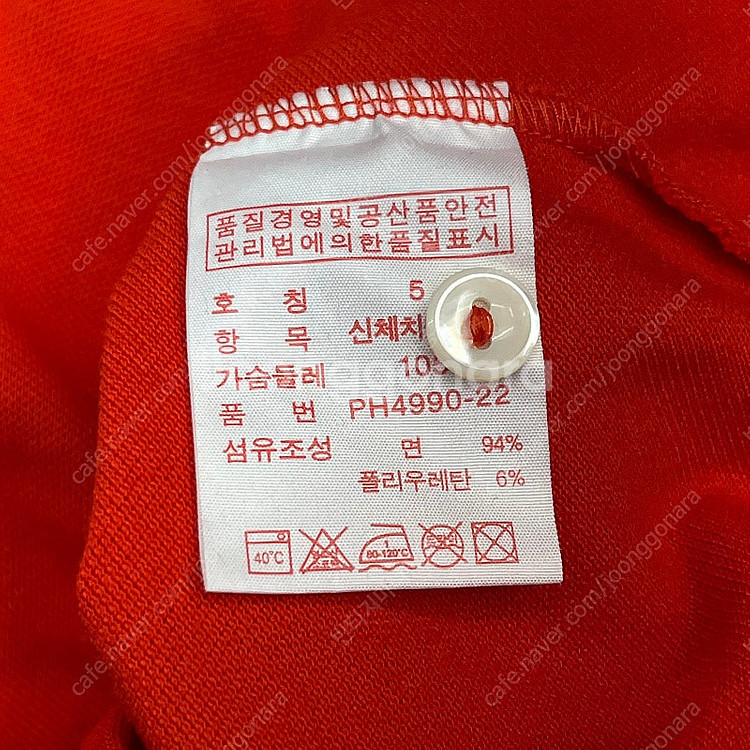 품질경영및공산품안전
관리법에의한품질표시
호 칭 5
항 목 신체치
가슴둘레 10
품 번 PH4990-22
섬유조성 면 94%
폴리우레탄 6%
40℃ 1 80-120℃
cafe.naver.com/joonggonara